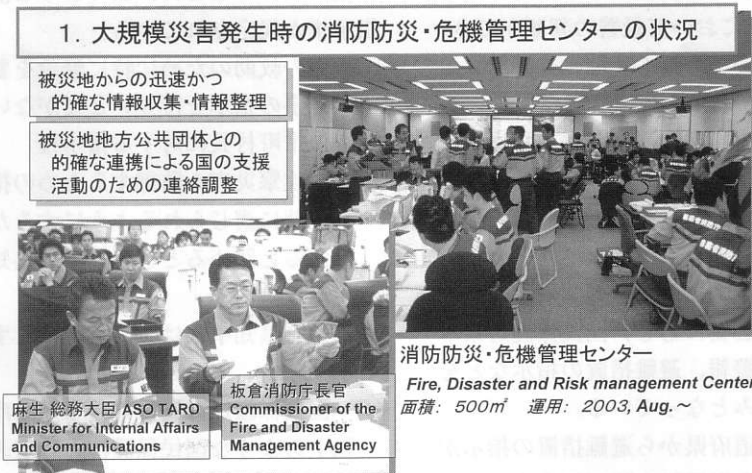 １．大規模災害発生時の消防防災・危機管理センターの状況
被災地からの迅速かつ
的確な情報収集・情報整理
被災地地方公共団体との
的確な連携による国の支援
活動のための連絡調整
麻生 総務大臣 ASO TARO
Minister for Internal Affairs
and Communications
板倉消防庁長官
Commissioner of the
Fire and Disaster
Management Agency
消防防災・危機管理センター
Fire, Disaster and Risk management Center
面積： 500㎡ 運用： 2003, Aug.～